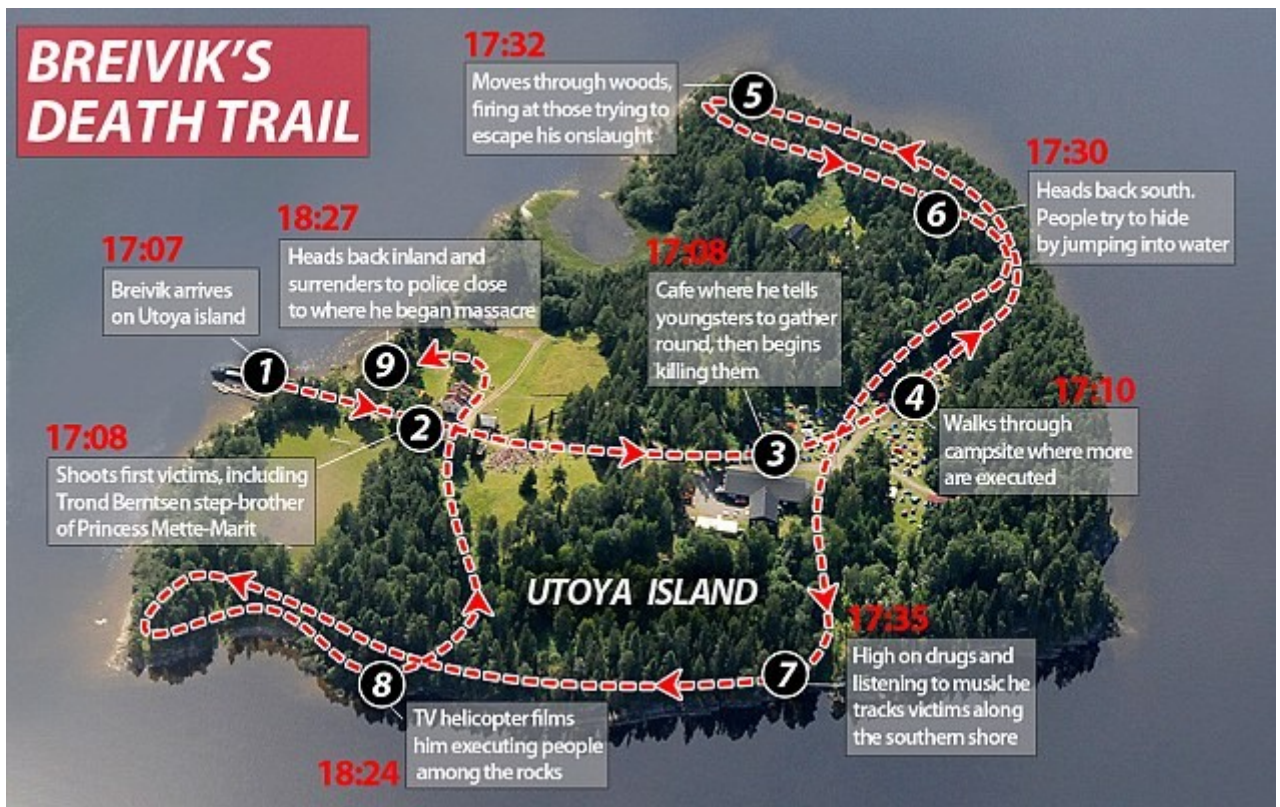 BREIVIK'S
DEATH TRAIL
17:32
Moves through woods,
firing at those trying to
escape his onslaught
5
17:30
Heads back south.
People try to hide
by jumping into water
6
18:27
Heads back inland and
surrenders to police close
to where he began massacre
9
17:07
Breivik arrives
on Utoya island
1
17:08
Cafe where he tells
youngsters to gather
round, then begins
killing them
3
17:10
Walks through
campsite where more
are executed
4
17:08
Shoots first victims, including
Trond Berntsen step-brother
of Princess Mette-Marit
2
UTOYA ISLAND
17:35
High on drugs and
listening to music he
tracks victims along
the southern shore
7
8
TV helicopter films
him executing people
among the rocks
18:24